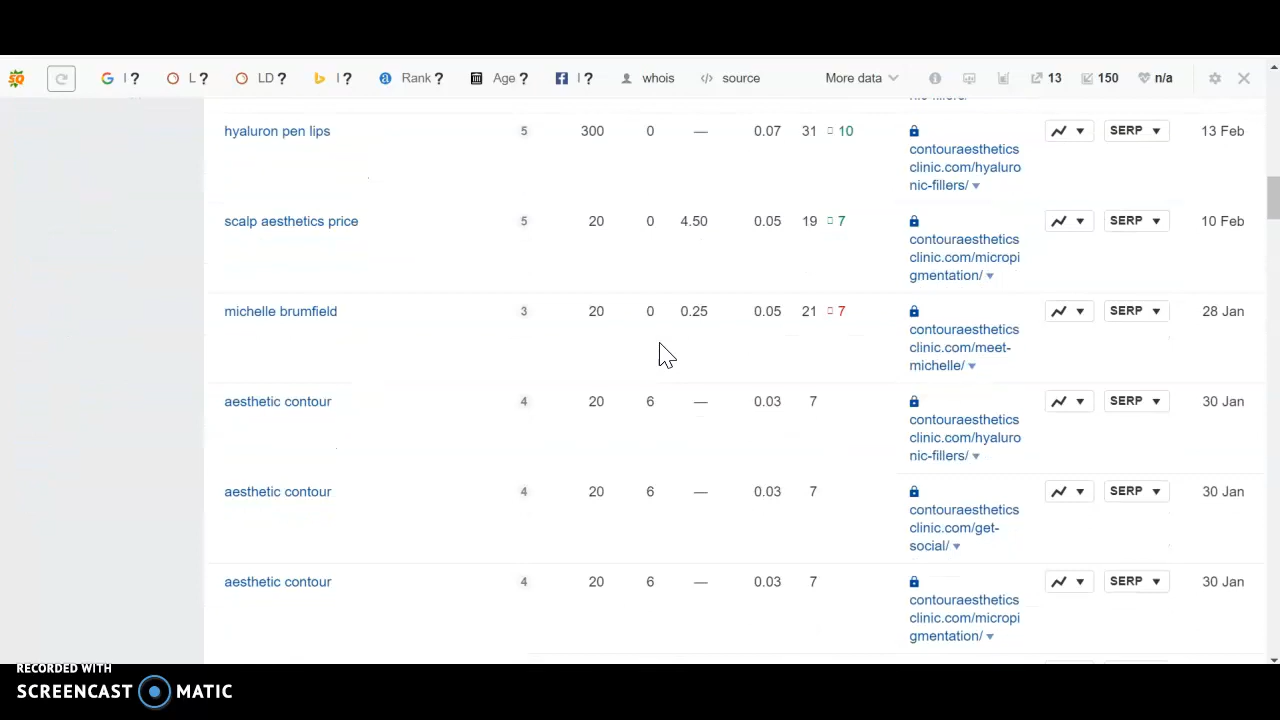 SQ G I ? L ? LD ? b I ? a Rank ? Age ? f I ? whois </> source More data 13 150 n/a
nic-fillers/
hyaluron pen lips 5 300 0 — 0.07 31 10 contouraesthetics SERP 13 Feb
clinic.com/hyaluro
nic-fillers/
scalp aesthetics price 5 20 0 4.50 0.05 19 7 contouraesthetics SERP 10 Feb
clinic.com/micropi
gmentation/
michelle brumfield 3 20 0 0.25 0.05 21 7 contouraesthetics SERP 28 Jan
clinic.com/meet-
michelle/
aesthetic contour 4 20 6 — 0.03 7 contouraesthetics SERP 30 Jan
clinic.com/hyaluro
nic-fillers/
aesthetic contour 4 20 6 — 0.03 7 contouraesthetics SERP 30 Jan
clinic.com/get-
social/
aesthetic contour 4 20 6 — 0.03 7 contouraesthetics SERP 30 Jan
clinic.com/micropi
gmentation/
RECORDED WITH
SCREENCAST MATIC